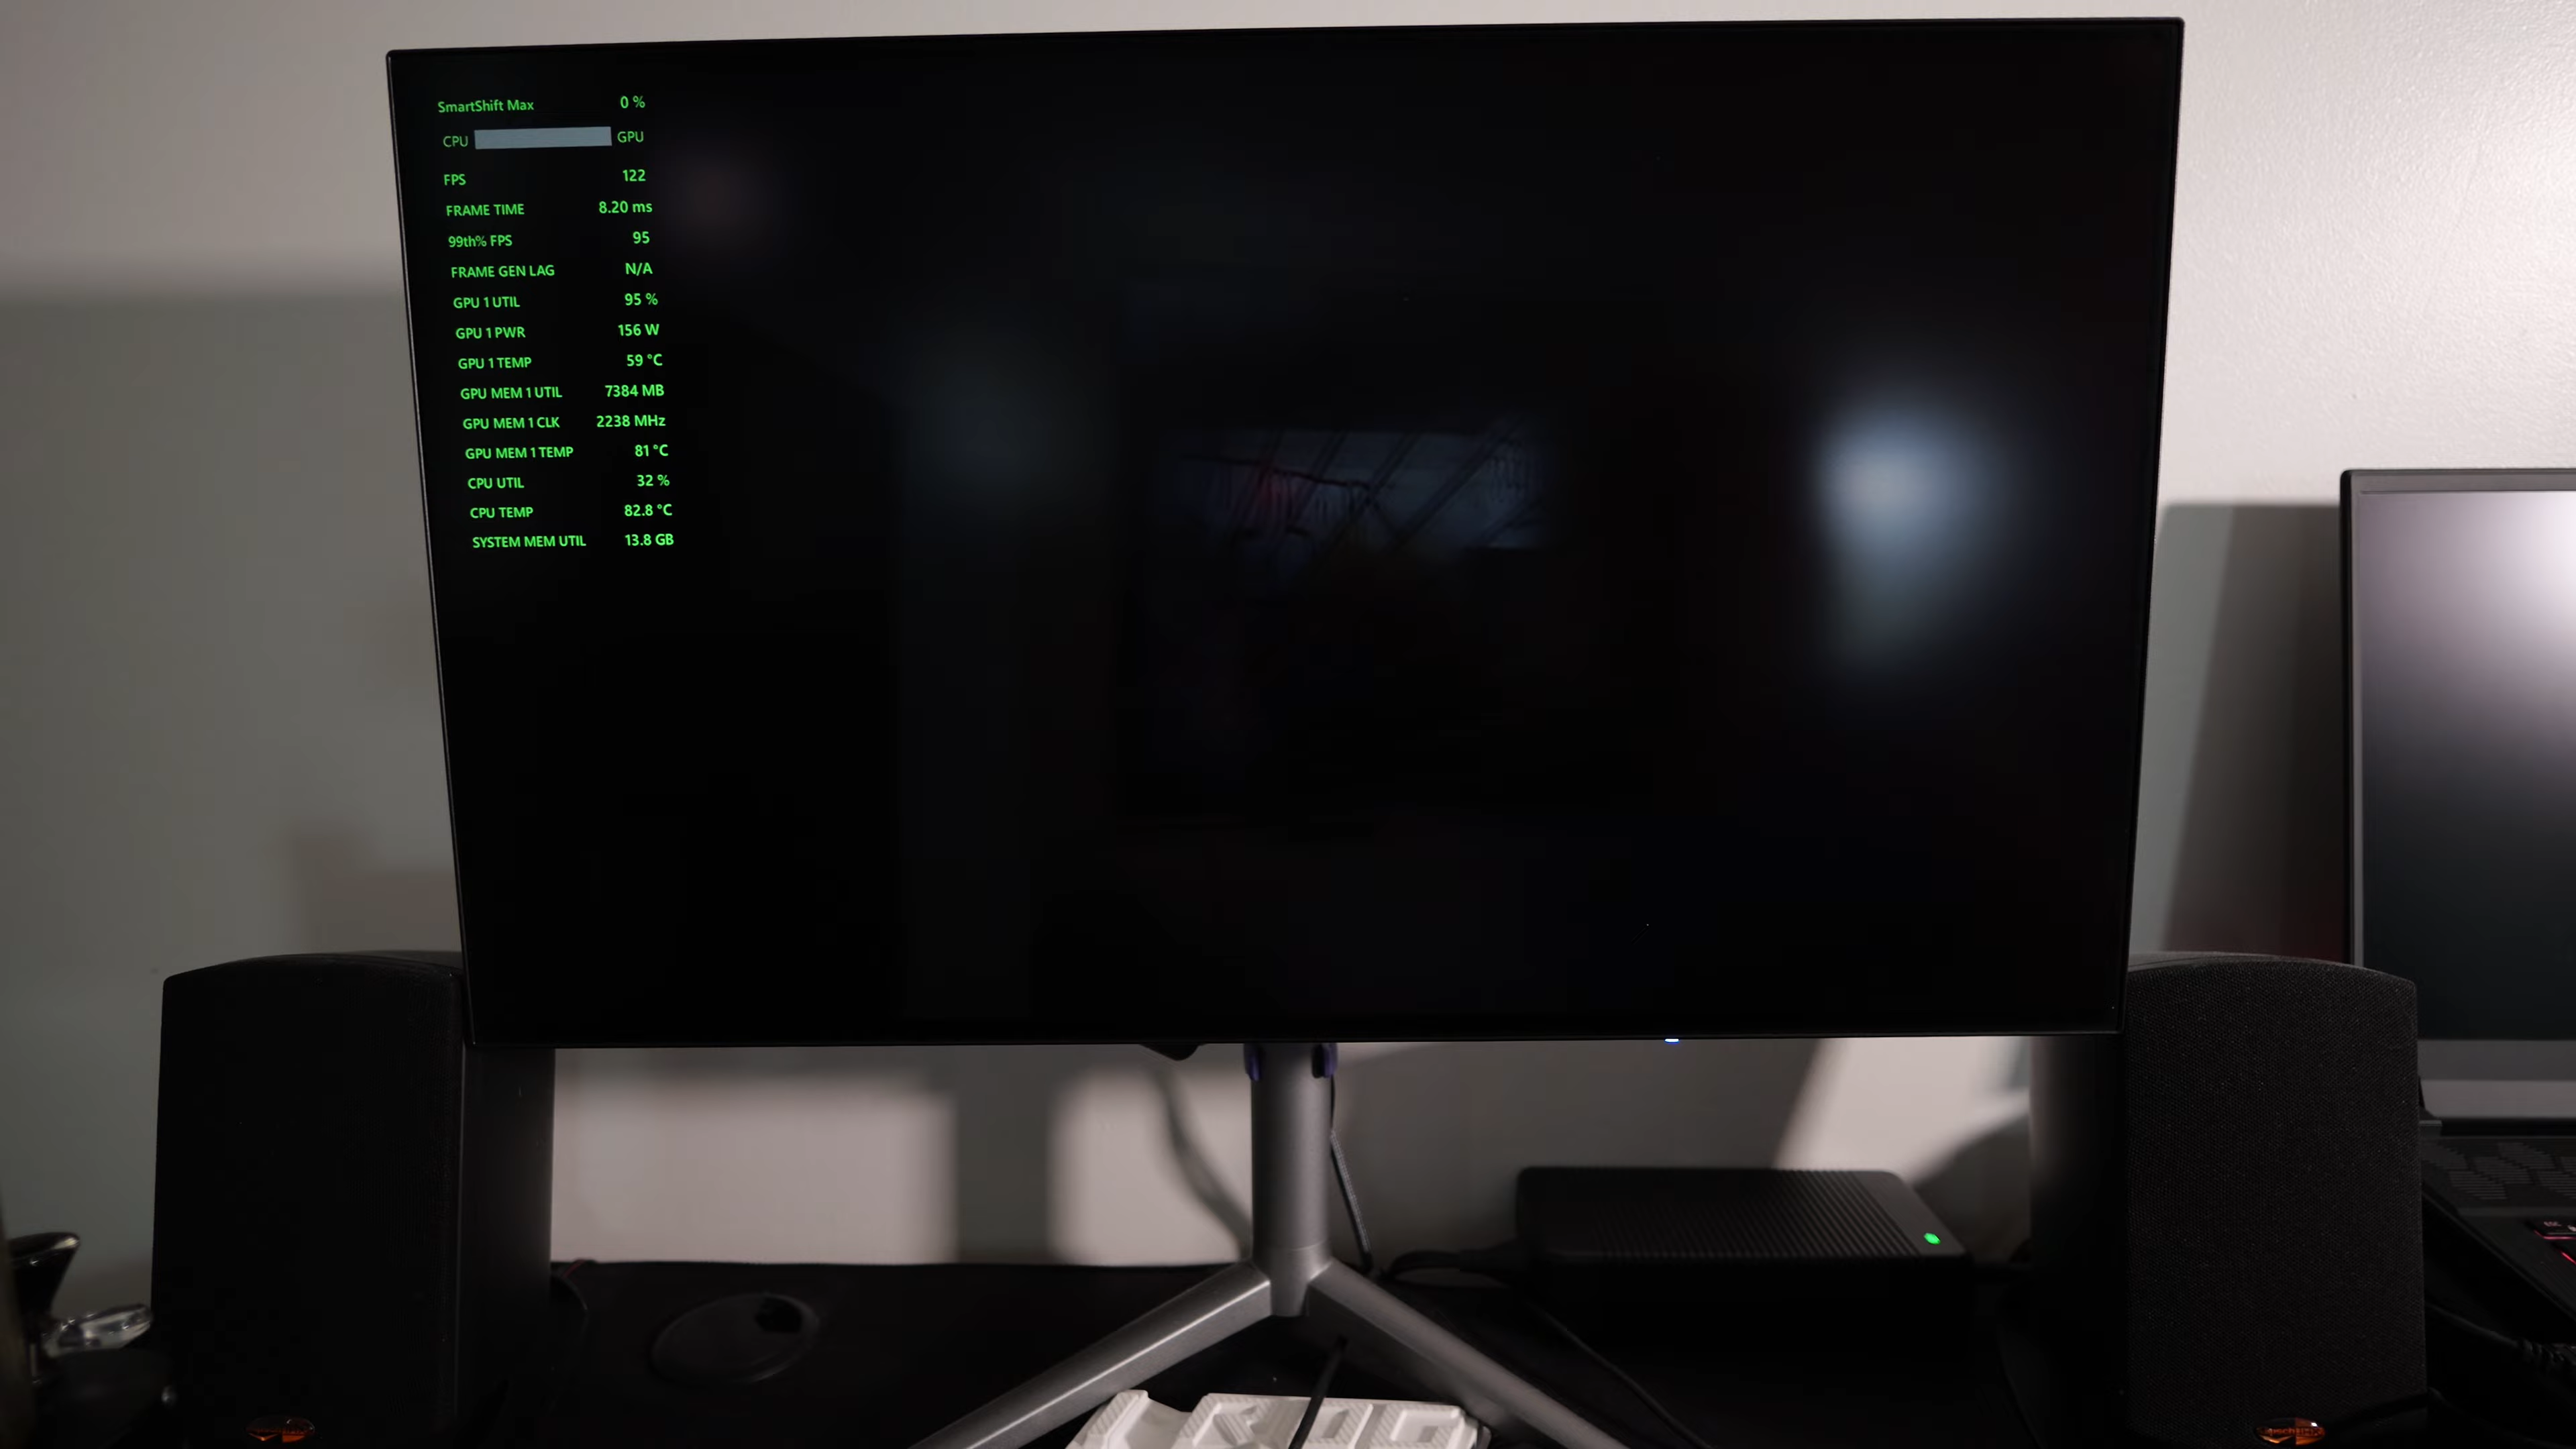 SmartShift Max 0 %
CPU GPU
FPS 122
FRAME TIME 8.20 ms
99th% FPS 95
FRAME GEN LAG N/A
GPU 1 UTIL 95 %
GPU 1 PWR 156 W
GPU 1 TEMP 59 °C
GPU MEM 1 UTIL 7384 MB
GPU MEM 1 CLK 2238 MHz
GPU MEM 1 TEMP 81 °C
CPU UTIL 32 %
CPU TEMP 82.8 °C
SYSTEM MEM UTIL 13.8 GB